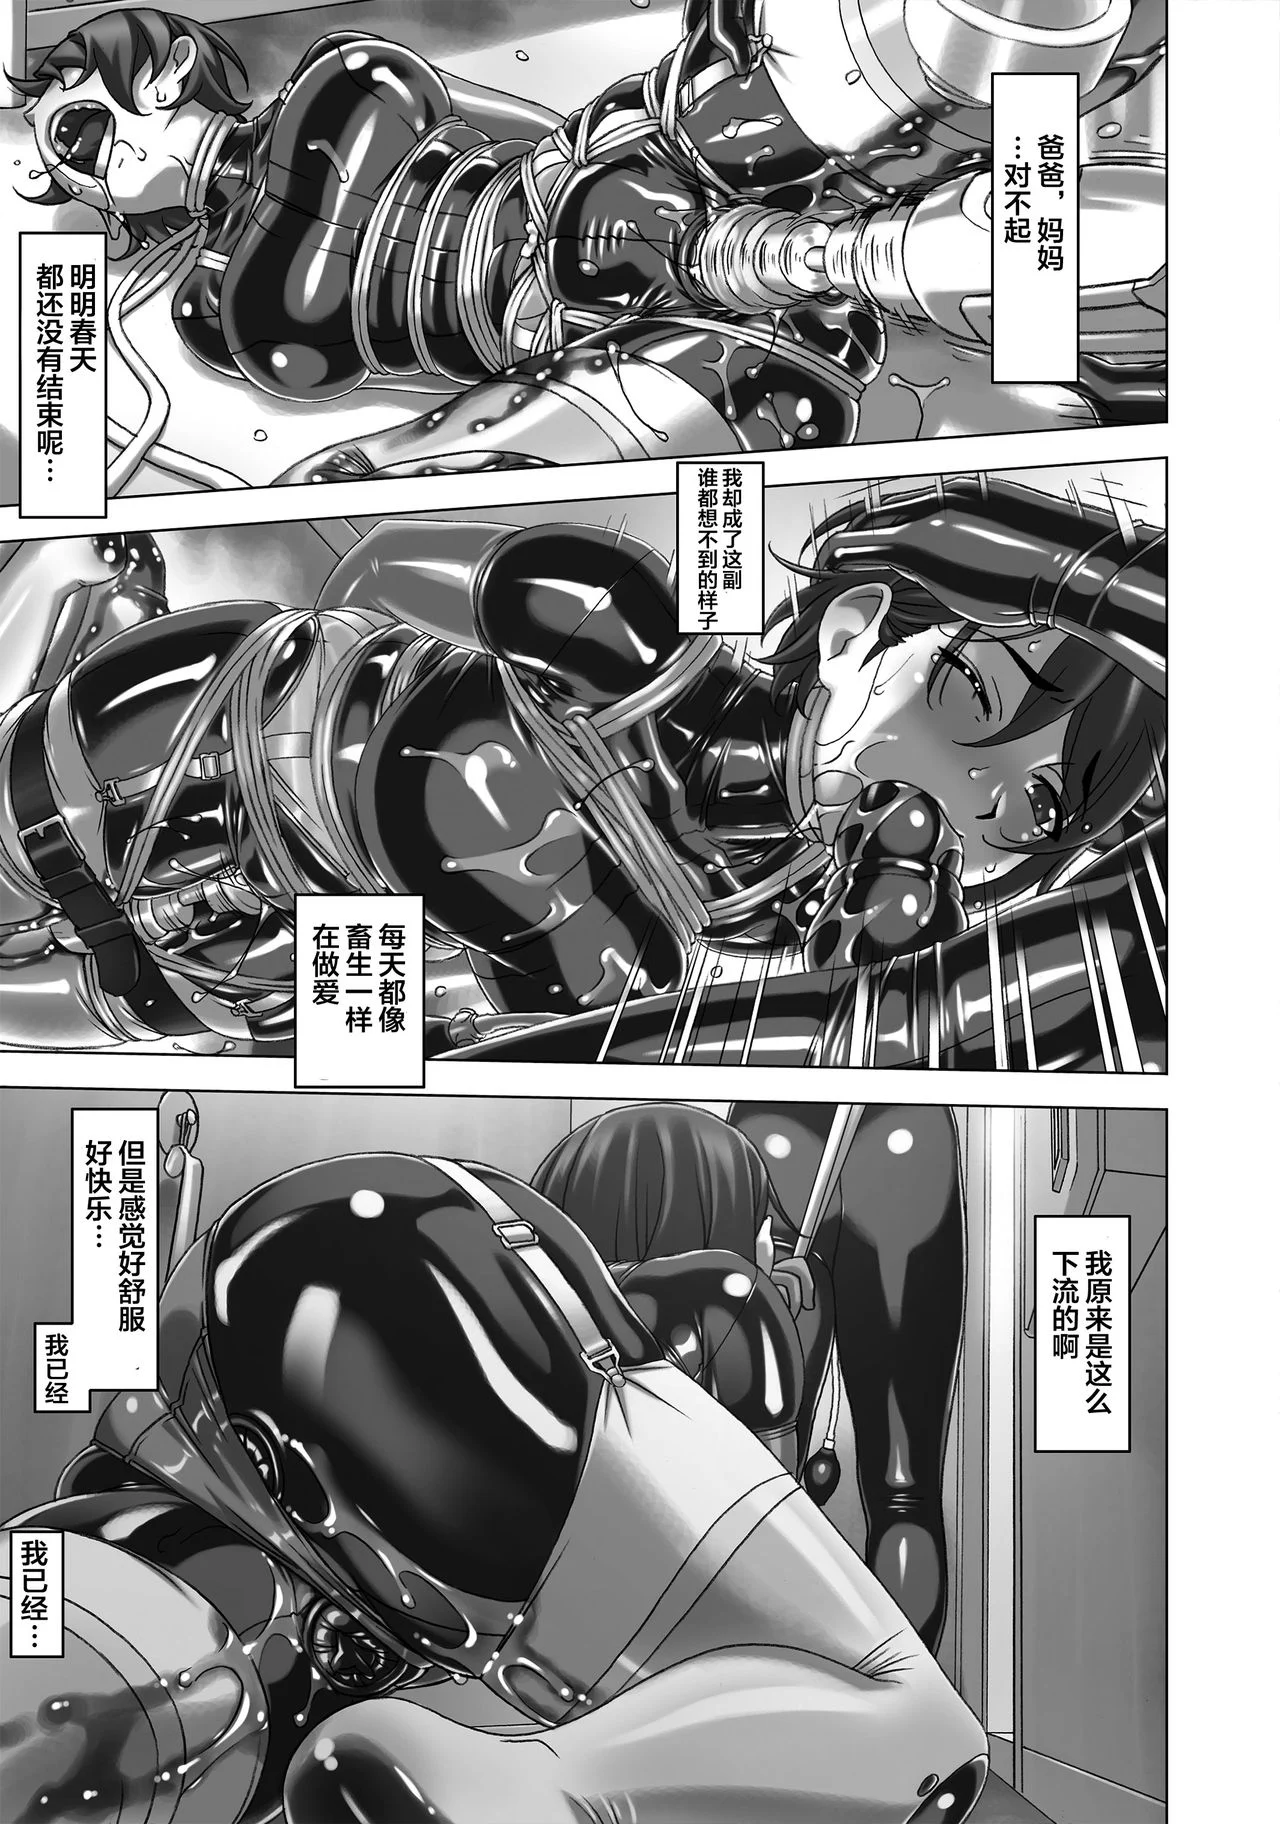 爸爸，妈妈
…对不起
明明春天
都还没有结束呢…
我却成了这副
谁都想不到的样子
每天都像
畜生一样
在做爱
我原来是这么
下流的啊
但是感觉好舒服
好快乐…
我已经
我已经…